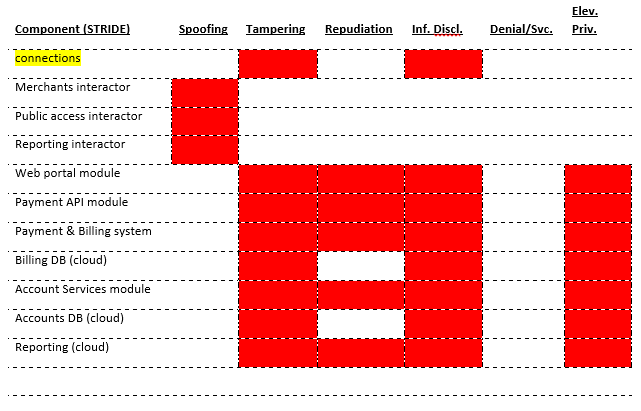 Elev.
Component (STRIDE) Spoofing Tampering Repudiation Inf. Discl. Denial/Svc. Priv.
connections
Merchants interactor
Public access interactor
Reporting interactor
Web portal module
Payment API module
Payment & Billing system
Billing DB (cloud)
Account Services module
Accounts DB (cloud)
Reporting (cloud)